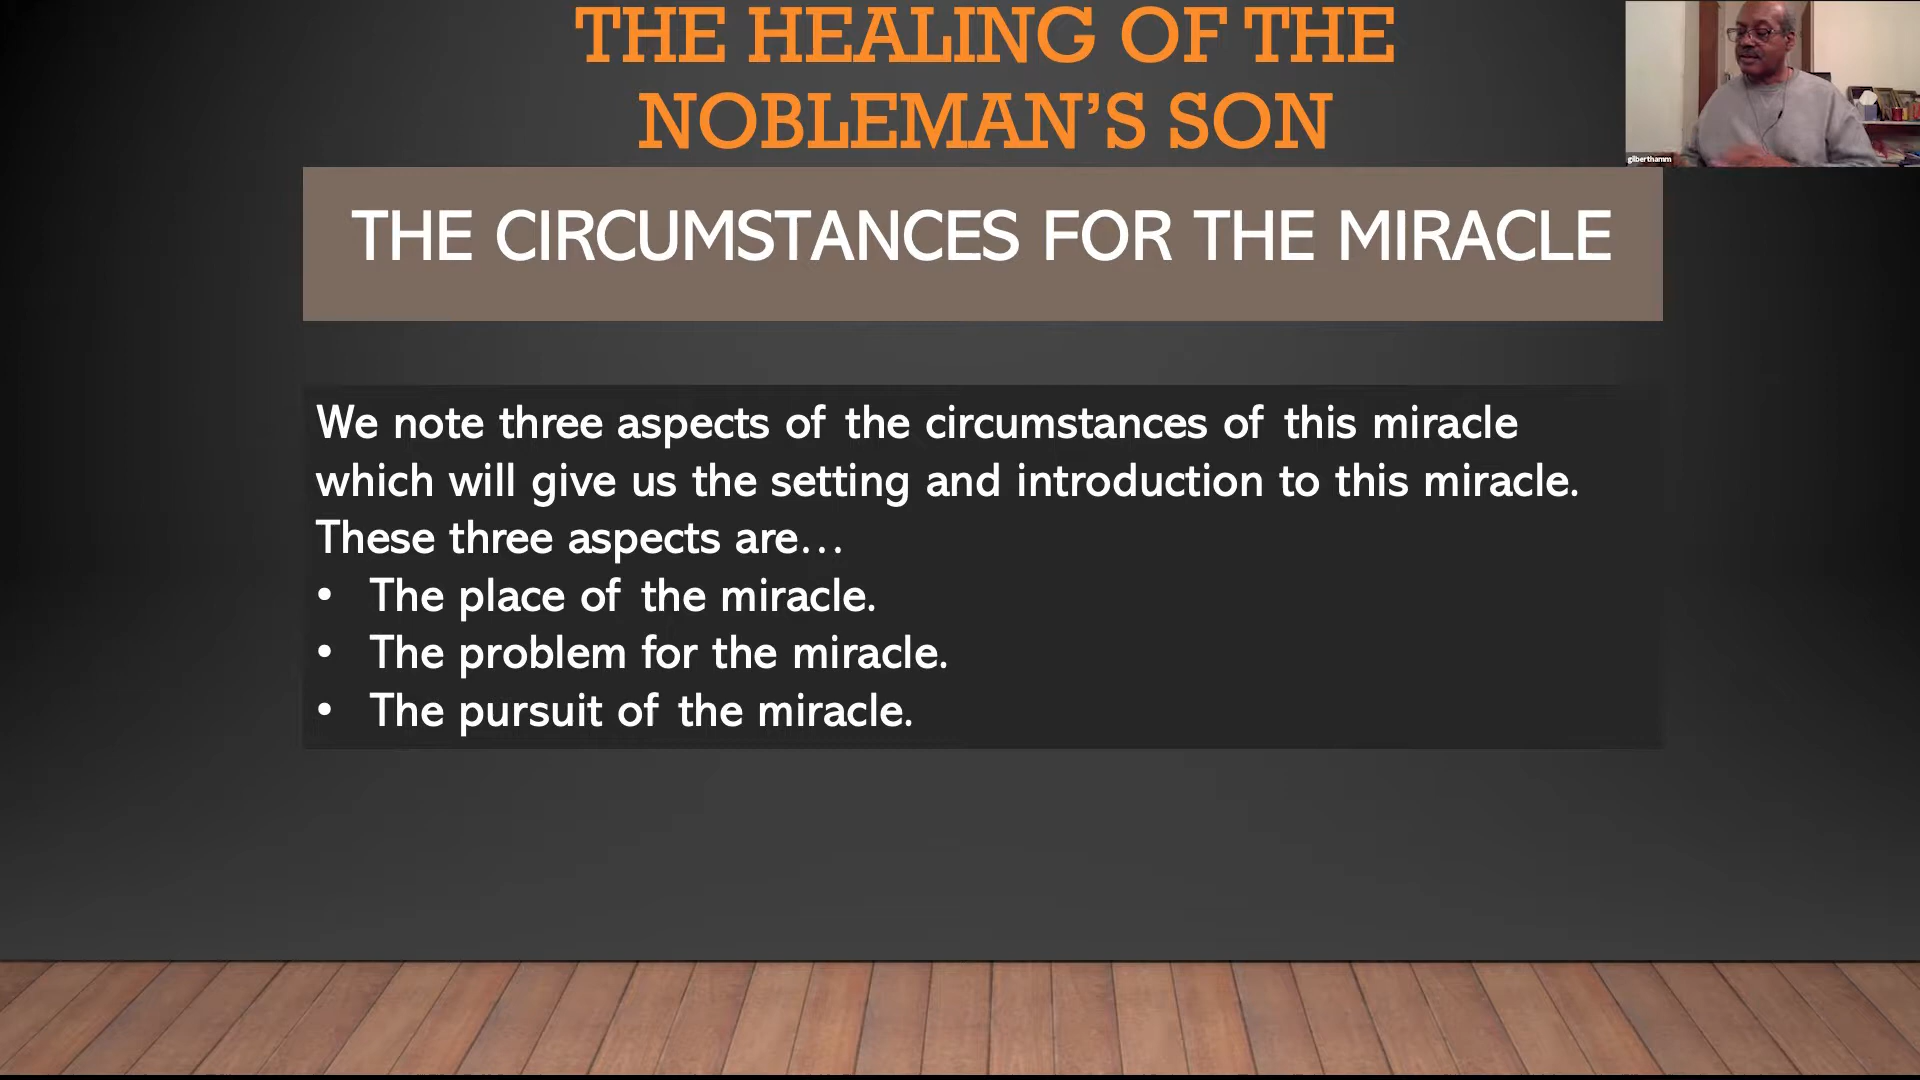 THE HEALING OF THE
NOBLEMAN’S SON
gilberthamm
THE CIRCUMSTANCES FOR THE MIRACLE
We note three aspects of the circumstances of this miracle
which will give us the setting and introduction to this miracle.
These three aspects are…
• The place of the miracle.
• The problem for the miracle.
• The pursuit of the miracle.